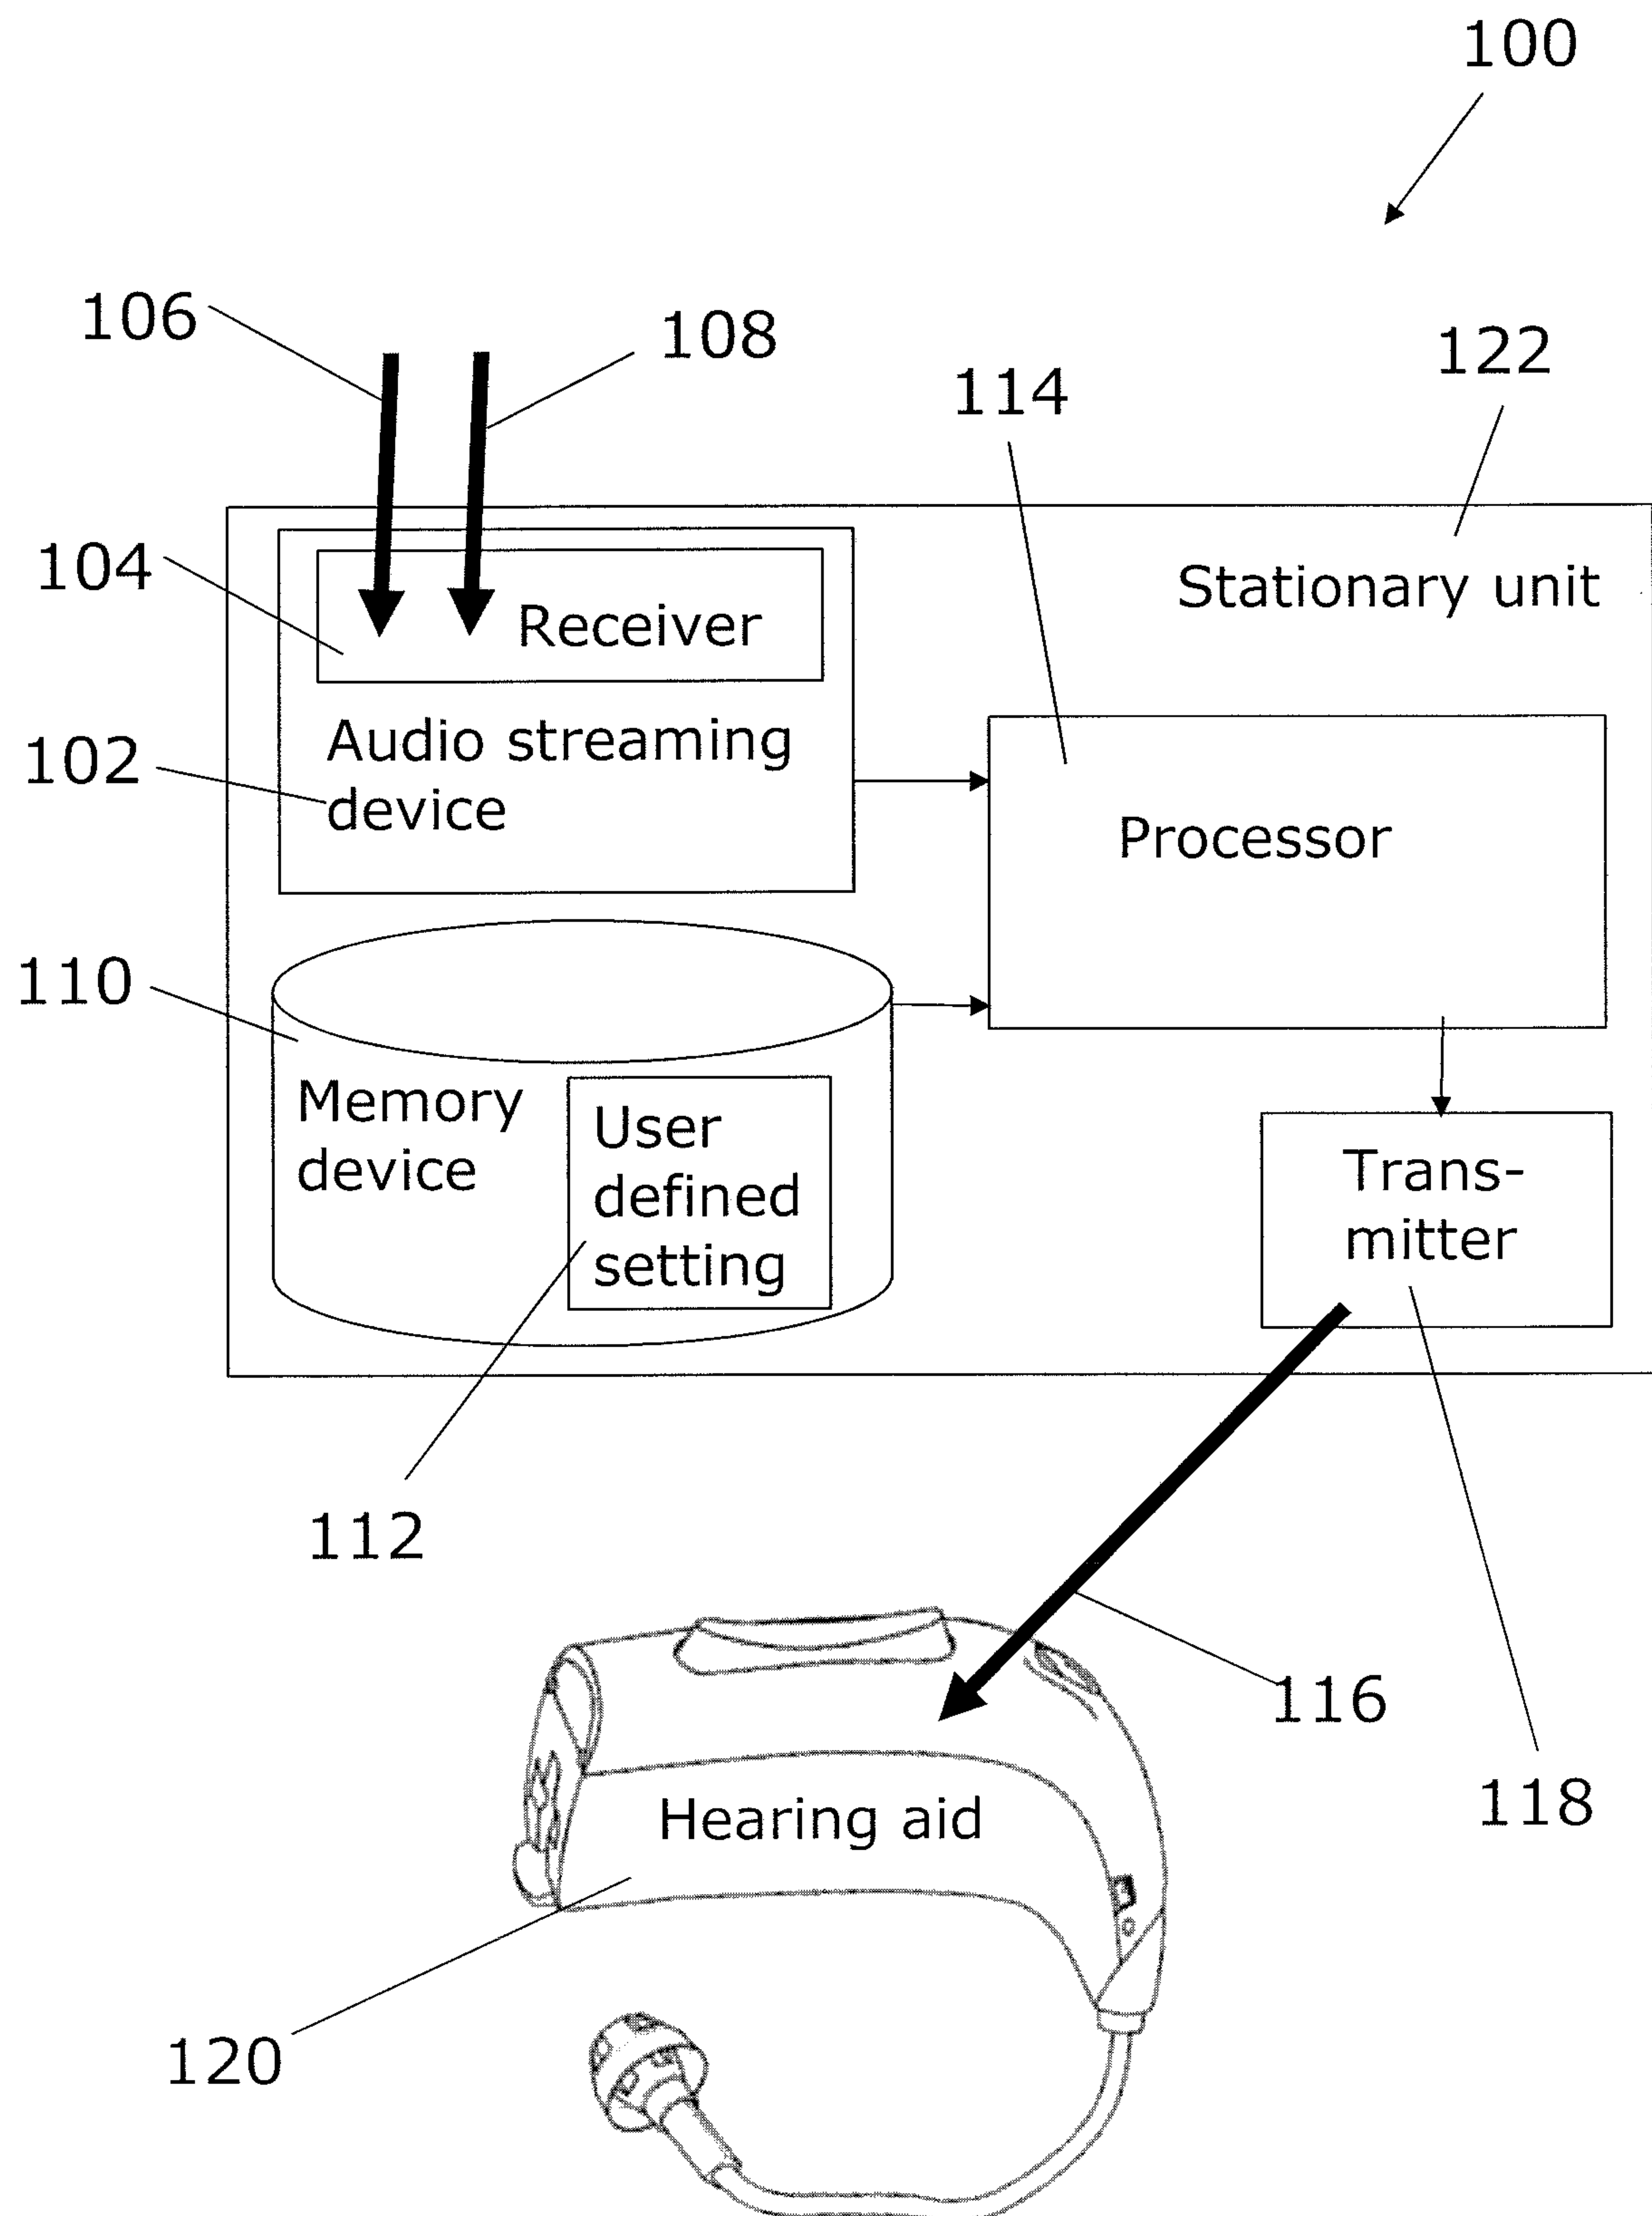 100
106
108
122
114
104
Stationary unit
Receiver
Audio streaming
device
102
Processor
110
Memory
device
User
defined
setting
Trans-
mitter
112
116
118
Hearing aid
120